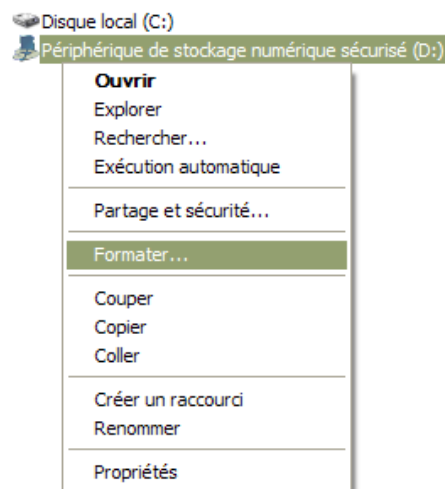 Disque local (C:)
Périphérique de stockage numérique sécurisé (D:)
Ouvrir
Explorer
Rechercher...
Exécution automatique
Partage et sécurité...
Formater...
Couper
Copier
Coller
Créer un raccourci
Renommer
Propriétés